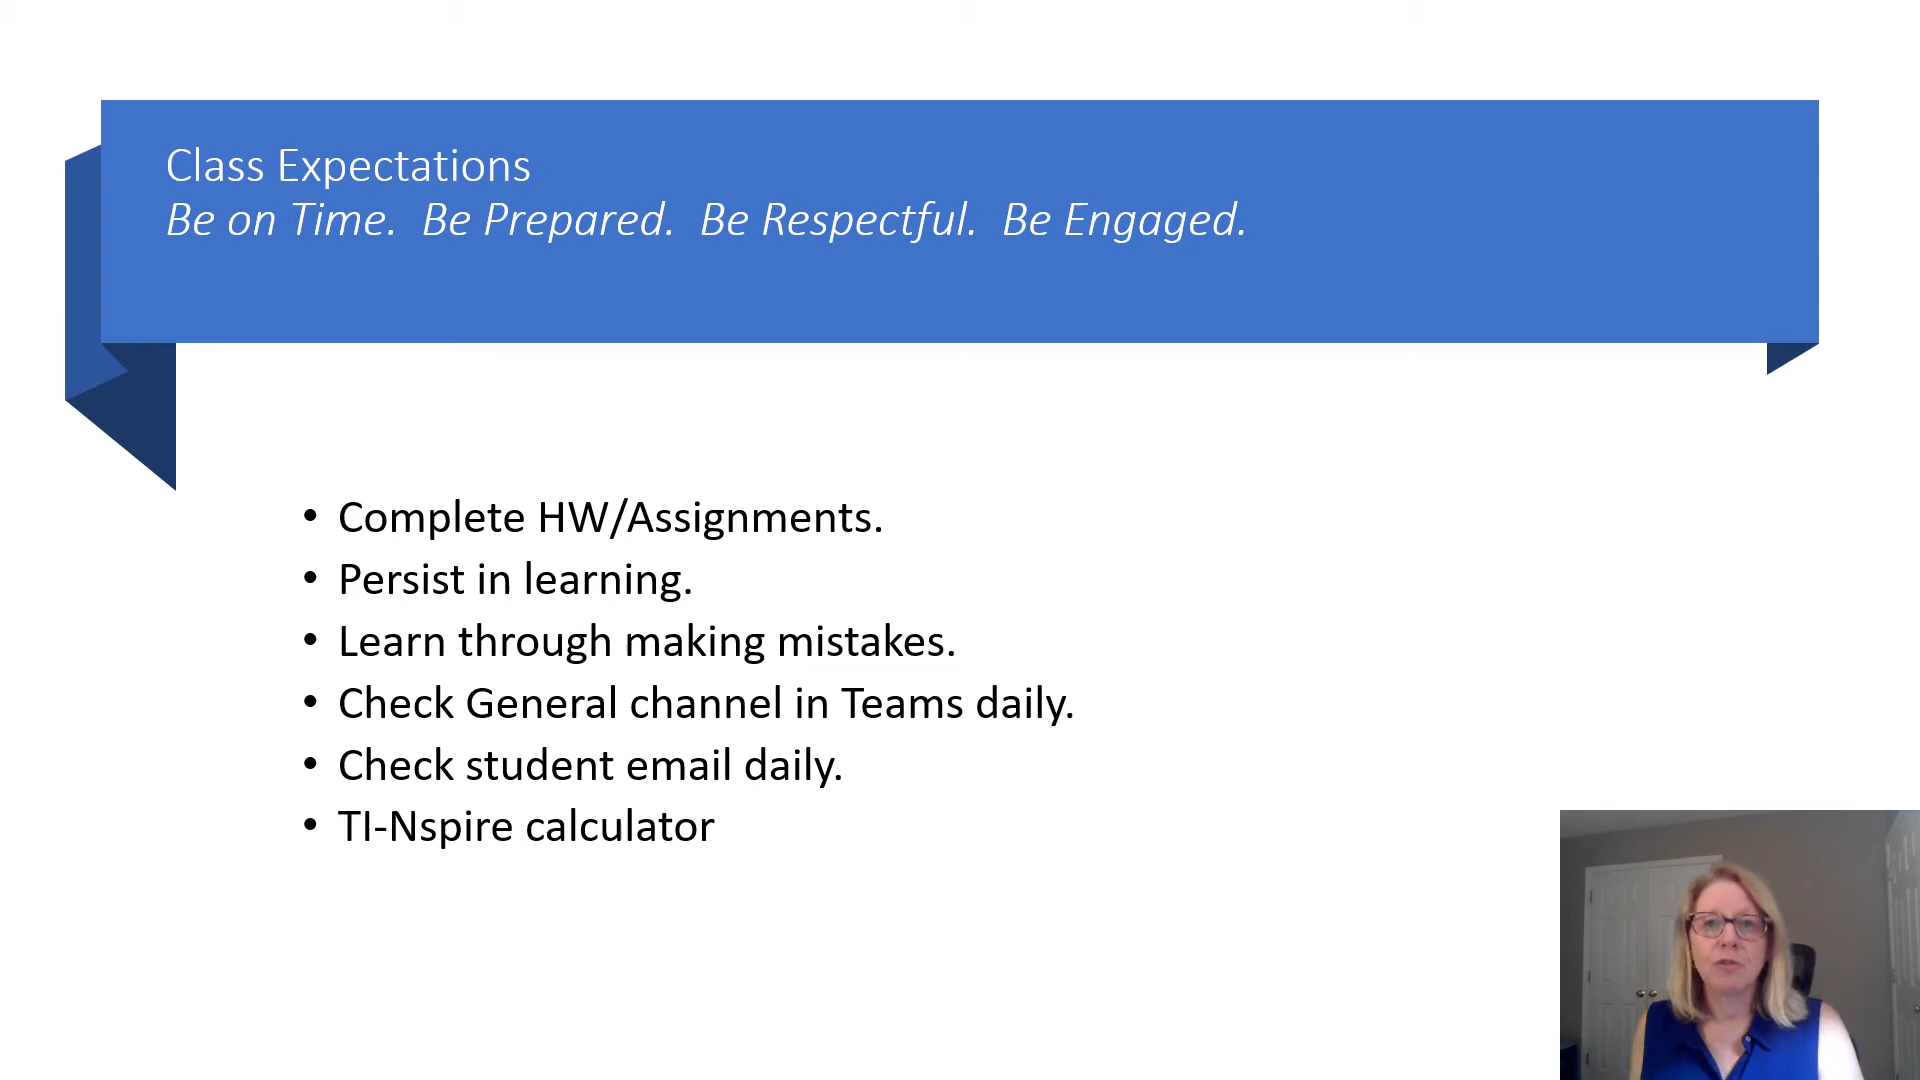 Class Expectations
Be on Time.  Be Prepared.  Be Respectful.  Be Engaged.
• Complete HW/Assignments.
• Persist in learning.
• Learn through making mistakes.
• Check General channel in Teams daily.
• Check student email daily.
• TI-Nspire calculator